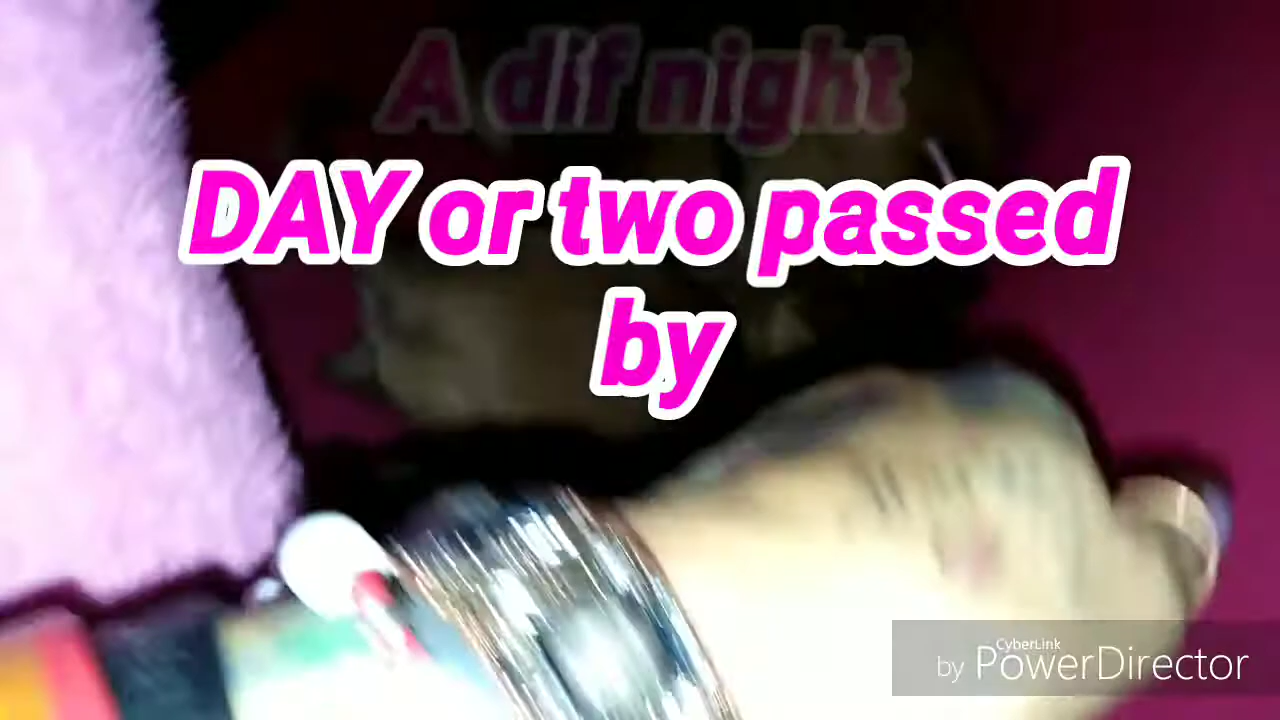 A dif night
DAY or two passed
by
CyberLink
by PowerDirector